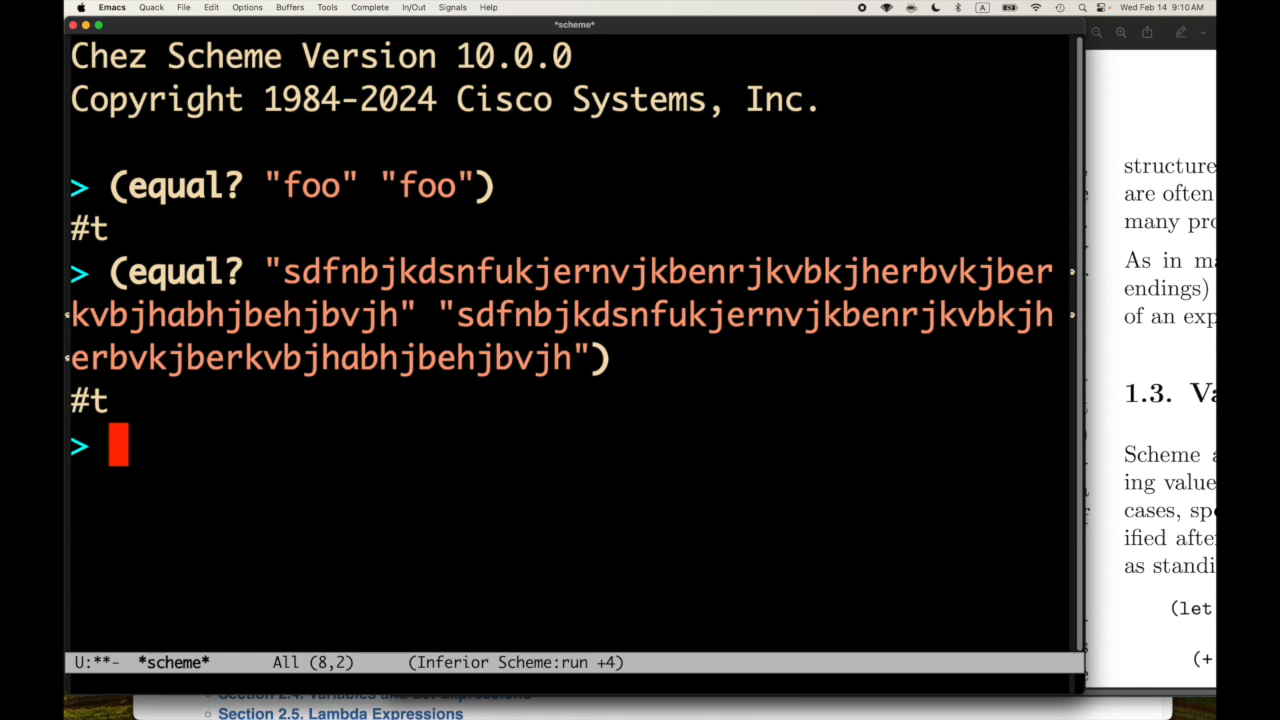 Emacs Quack File Edit Options Buffers Tools Complete In/Out Signals Help A Wed Feb 14 9:10 AM
*scheme*
Chez Scheme Version 10.0.0
Copyright 1984-2024 Cisco Systems, Inc.
> (equal? "foo" "foo")
#t
> (equal? "sdfnbjkdsnfukjernvjkbenrjkvbkjherbvkjber
kvbjhabhjbehjbvjh" "sdfnbjkdsnfukjernvjkbenrjkvbkjh
erbvkjberkvbjhabhjbehjbvjh")
#t
>
U:**- *scheme* All (8,2) (Inferior Scheme:run +4)
structure
are often
many pro
As in ma
endings)
of an exp
1.3. Va
Scheme a
ing value
cases, spe
ified afte
as standi
(let
(+
Section 2.5. Lambda Expressions